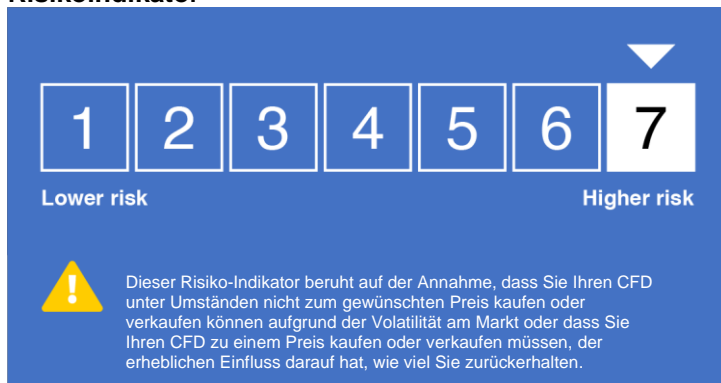 Risikoindikator
1 2 3 4 5 6 7
Lower risk Higher risk
Dieser Risiko-Indikator beruht auf der Annahme, dass Sie Ihren CFD
unter Umständen nicht zum gewünschten Preis kaufen oder
verkaufen können aufgrund der Volatilität am Markt oder dass Sie
Ihren CFD zu einem Preis kaufen oder verkaufen müssen, der
erheblichen Einfluss darauf hat, wie viel Sie zurückerhalten.